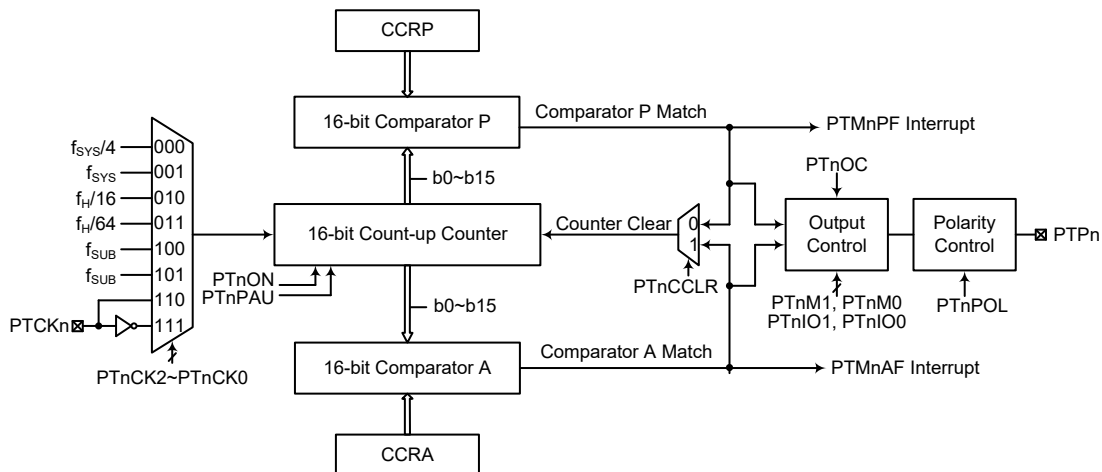 CCRP
16-bit Comparator P
Comparator P Match
PTMnPF Interrupt
fSYS/4
000
fSYS
001
fH/16
010
fH/64
011
fSUB
100
fSUB
101
110
PTCKn
111
PTnCK2~PTnCK0
b0~b15
16-bit Count-up Counter
PTnON
PTnPAU
b0~b15
Counter Clear
0
1
PTnCCLR
PTnOC
Output
Control
PTnM1, PTnM0
PTnIO1, PTnIO0
Polarity
Control
PTnPOL
PTPn
16-bit Comparator A
Comparator A Match
PTMnAF Interrupt
CCRA